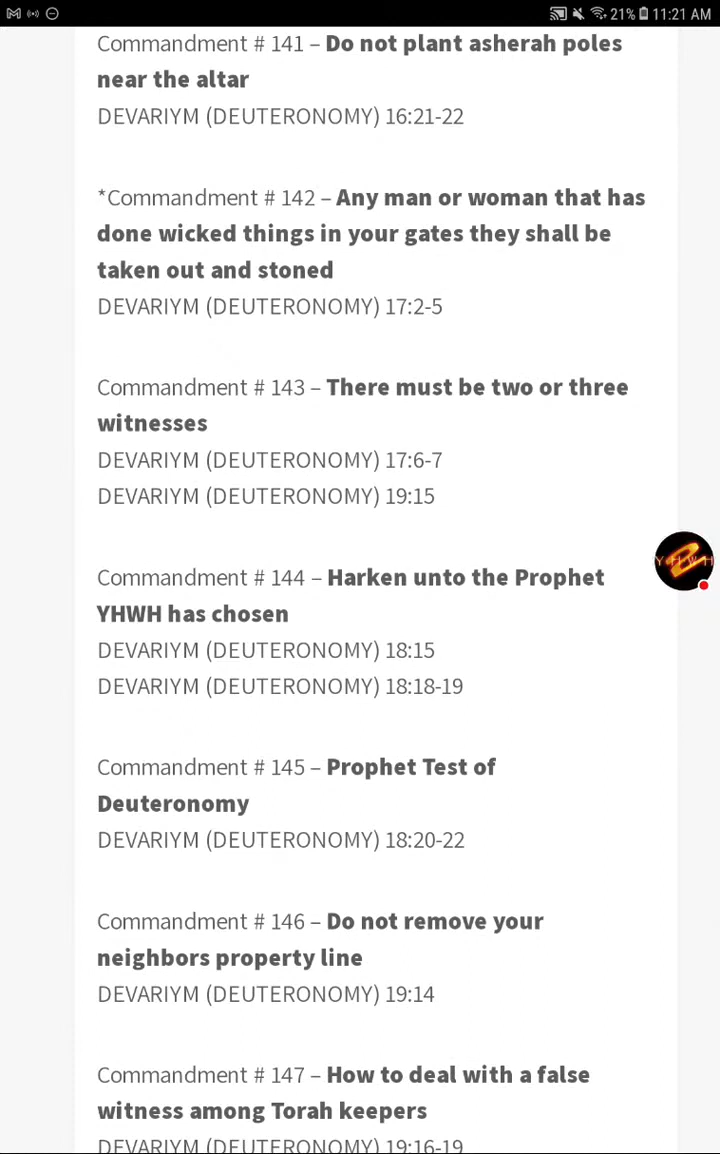 21% 11:21 AM
Commandment # 141 – Do not plant asherah poles
near the altar
DEVARIYM (DEUTERONOMY) 16:21-22
*Commandment # 142 – Any man or woman that has
done wicked things in your gates they shall be
taken out and stoned
DEVARIYM (DEUTERONOMY) 17:2-5
Commandment # 143 – There must be two or three
witnesses
DEVARIYM (DEUTERONOMY) 17:6-7
DEVARIYM (DEUTERONOMY) 19:15
YHWH
Commandment # 144 – Harken unto the Prophet
YHWH has chosen
DEVARIYM (DEUTERONOMY) 18:15
DEVARIYM (DEUTERONOMY) 18:18-19
Commandment # 145 – Prophet Test of
Deuteronomy
DEVARIYM (DEUTERONOMY) 18:20-22
Commandment # 146 – Do not remove your
neighbors property line
DEVARIYM (DEUTERONOMY) 19:14
Commandment # 147 – How to deal with a false
witness among Torah keepers
DEVARIYM (DEUTERONOMY) 19:16-19